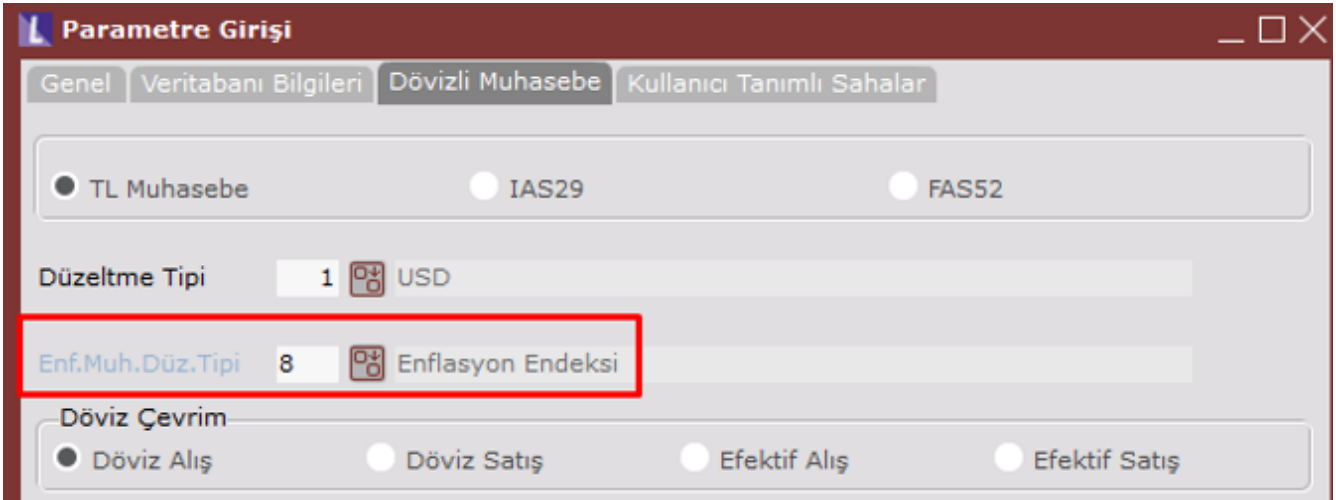 Parametre Girişi
Genel Veritabanı Bilgileri Dövizli Muhasebe Kullanıcı Tanımlı Sahalar
TL Muhasebe IAS29 FAS52
Düzeltme Tipi 1 USD
Enf.Muh.Düz.Tipi 8 Enflasyon Endeksi
Döviz Çevrim
Döviz Alış Döviz Satış Efektif Alış Efektif Satış